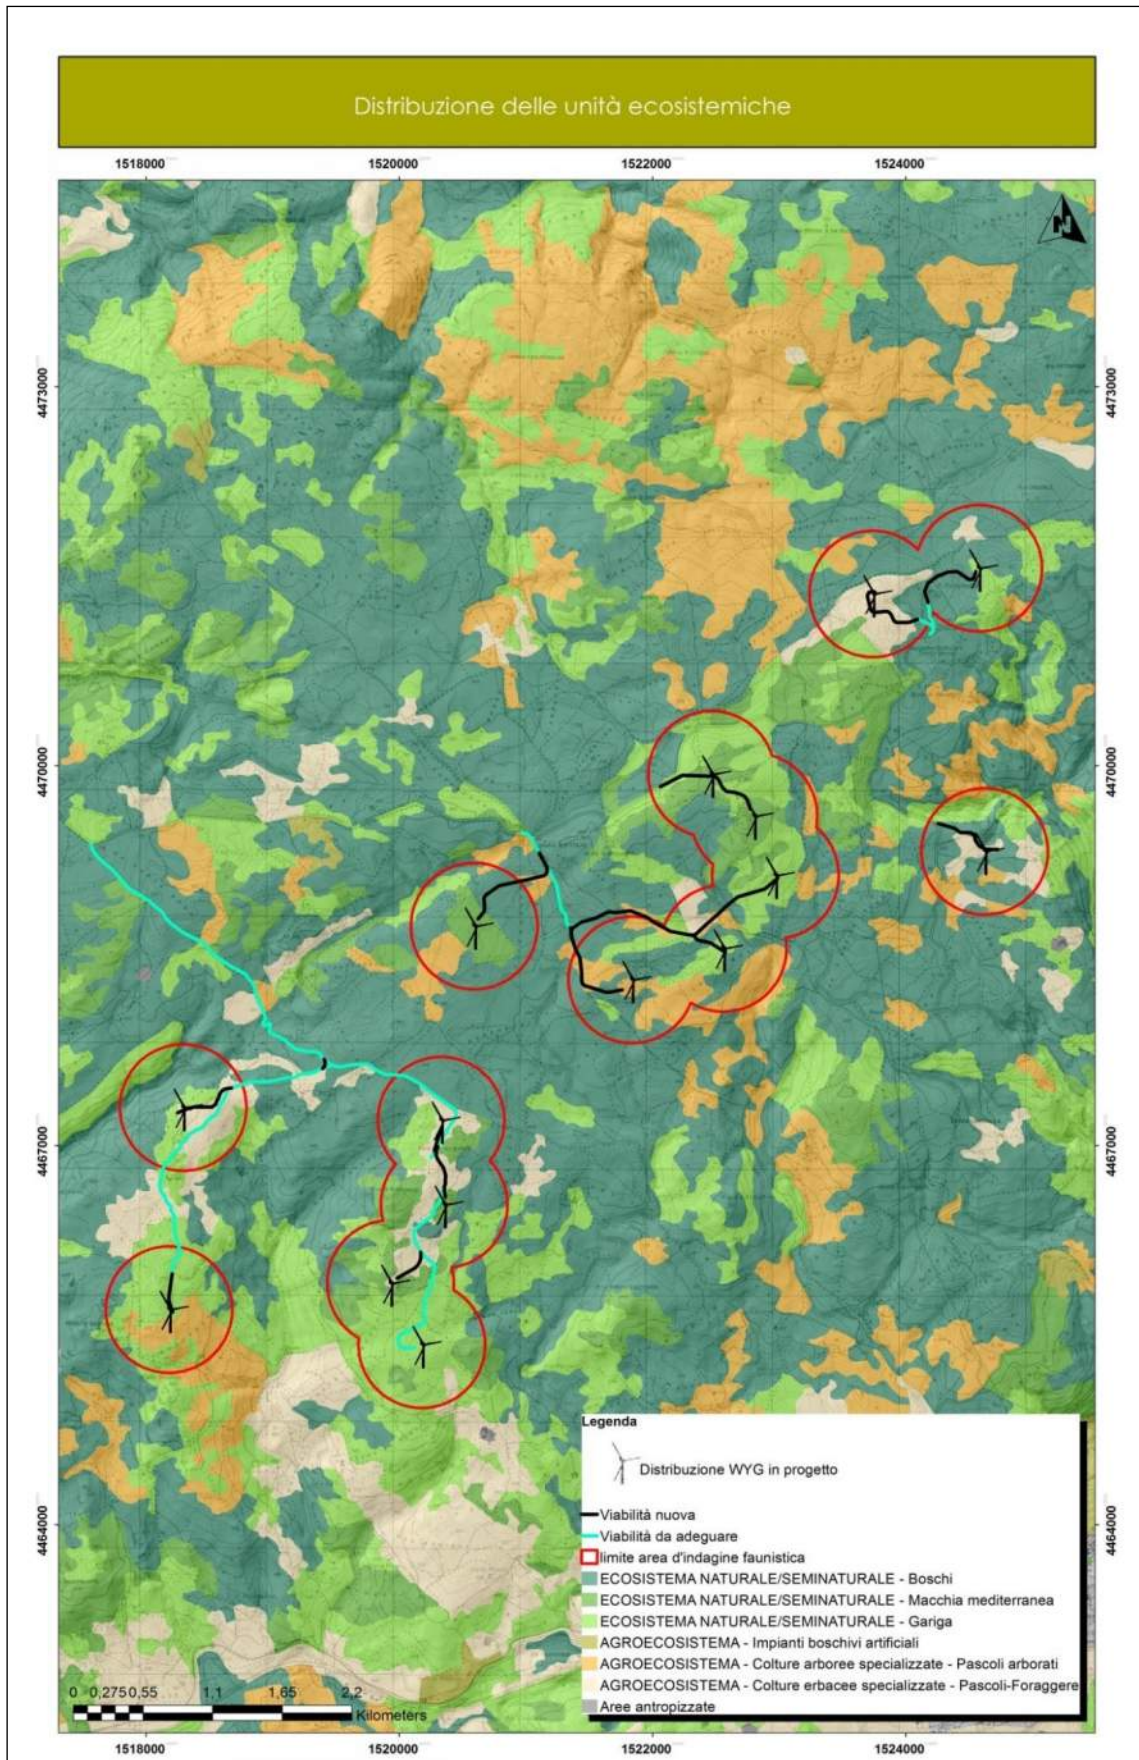 Distribuzione delle unità ecosistemiche
1518000 1520000 1522000 1524000
N
4473000 4473000
4470000 4470000
4467000 4467000
4464000 4464000
Legenda
Distribuzione WYG in progetto
Viabilità nuova
Viabilità da adeguare
limite area d'indagine faunistica
ECOSISTEMA NATURALE/SEMINATURALE - Boschi
ECOSISTEMA NATURALE/SEMINATURALE - Macchia mediterranea
ECOSISTEMA NATURALE/SEMINATURALE - Gariga
AGROECOSISTEMA - Impianti boschivi artificiali
AGROECOSISTEMA - Colture arboree specializzate - Pascoli arborati
AGROECOSISTEMA - Colture erbacee specializzate - Pascoli-Foraggere
Aree antropizzate
0 0,275 0,55 1,1 1,65 2,2
Kilometers
1518000 1520000 1522000 1524000